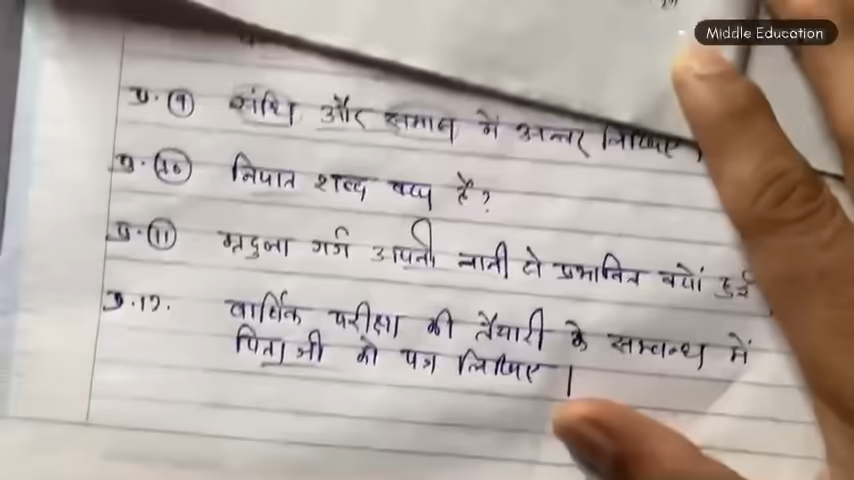 Middle Education
प्र. (9) संधि और समास में अन्तर लिखिए
प्र. (10) निपात शब्द क्या है?
प्र. (11) मृदुला गर्ग अपनी नानी से प्रभावित क्यों हुई
प्र. 12. वार्षिक परीक्षा की तैयारी के सम्बन्ध में
पिता जी को पत्र लिखिए।